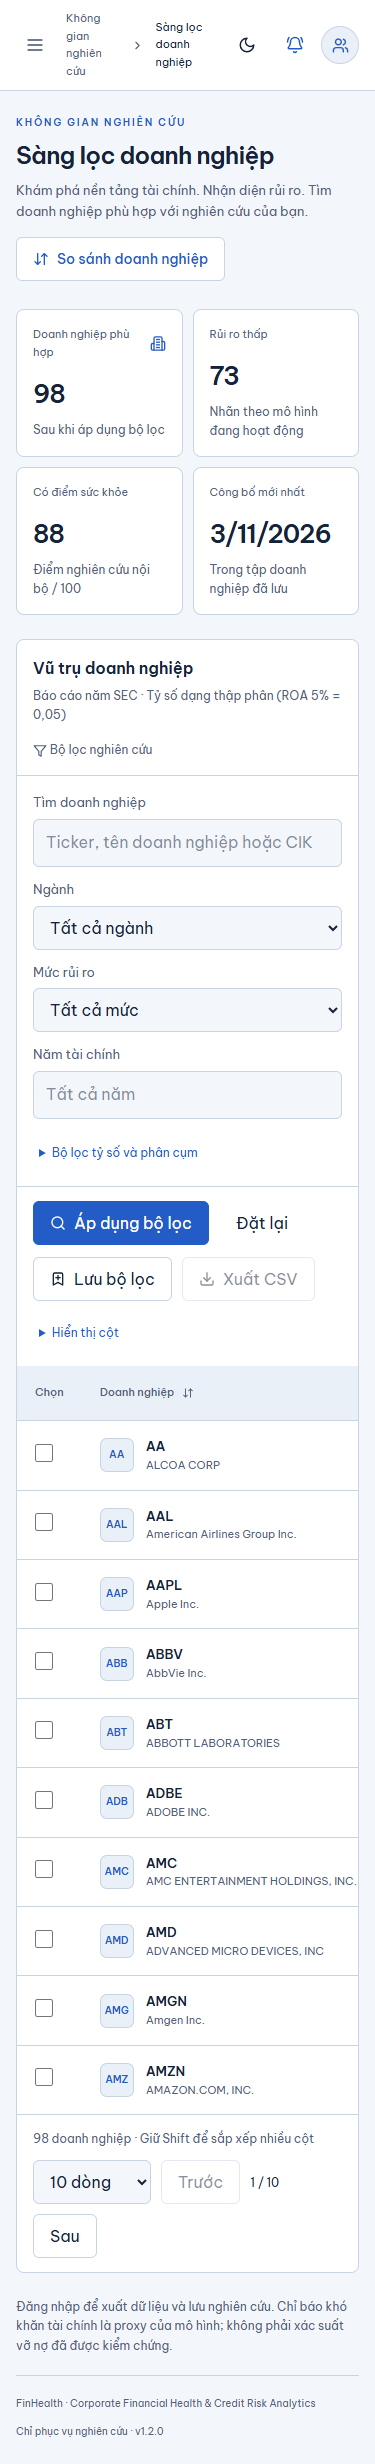 Không gian nghiên cứu
Sàng lọc doanh nghiệp
KHÔNG GIAN NGHIÊN CỨU
Sàng lọc doanh nghiệp
Khám phá nền tảng tài chính. Nhận diện rủi ro. Tìm
doanh nghiệp phù hợp với nghiên cứu của bạn.
So sánh doanh nghiệp
Doanh nghiệp phù
hợp
98
Sau khi áp dụng bộ lọc
Rủi ro thấp
73
Nhãn theo mô hình
đang hoạt động
Có điểm sức khỏe
88
Điểm nghiên cứu nội
bộ / 100
Công bố mới nhất
3/11/2026
Trong tập doanh
nghiệp đã lưu
Vũ trụ doanh nghiệp
Báo cáo năm SEC · Tỷ số dạng thập phân (ROA 5% =
0,05)
Bộ lọc nghiên cứu
Tìm doanh nghiệp
Ticker, tên doanh nghiệp hoặc CIK
Ngành
Tất cả ngành
Mức rủi ro
Tất cả mức
Năm tài chính
Tất cả năm
Bộ lọc tỷ số và phân cụm
Áp dụng bộ lọc
Đặt lại
Lưu bộ lọc
Xuất CSV
Hiển thị cột
Chọn
Doanh nghiệp
AA
AA
ALCOA CORP
AAL
AAL
American Airlines Group Inc.
AAP
AAPL
Apple Inc.
ABB
ABBV
AbbVie Inc.
ABT
ABT
ABBOTT LABORATORIES
ADB
ADBE
ADOBE INC.
AMC
AMC
AMC ENTERTAINMENT HOLDINGS, INC.
AMD
AMD
ADVANCED MICRO DEVICES, INC
AMG
AMGN
Amgen Inc.
AMZ
AMZN
AMAZON.COM, INC.
98 doanh nghiệp · Giữ Shift để sắp xếp nhiều cột
10 dòng
Trước
1 / 10
Sau
Đăng nhập để xuất dữ liệu và lưu nghiên cứu. Chỉ báo khó
khăn tài chính là proxy của mô hình; không phải xác suất
vỡ nợ đã được kiểm chứng.
FinHealth · Corporate Financial Health & Credit Risk Analytics
Chỉ phục vụ nghiên cứu · v1.2.0